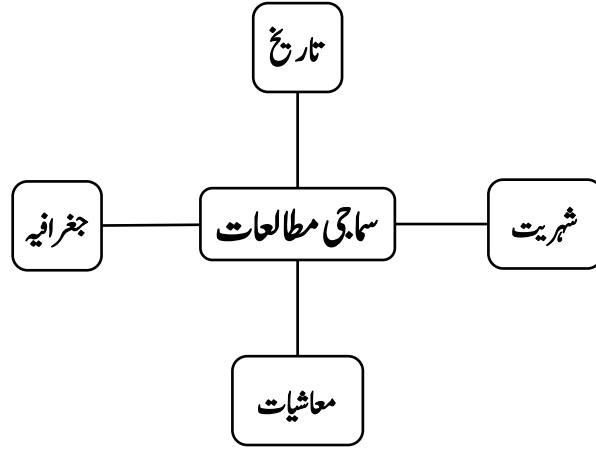 تاریخ
شہریت
سماجی مطالعات
جغرافیہ
معاشیات